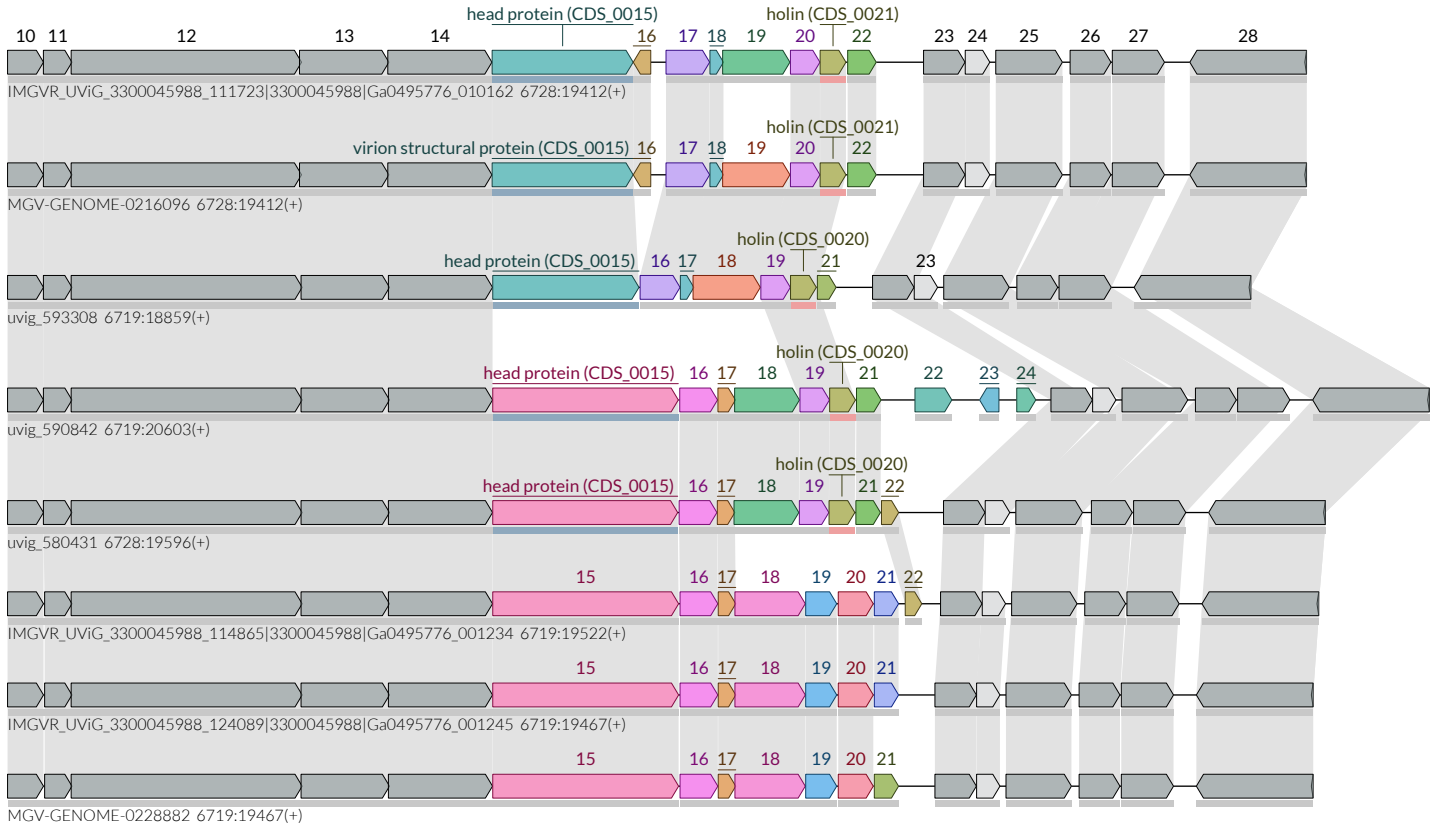 head protein (CDS_0015) holin (CDS_0021)
10 11 12 13 14 16 17 18 19 20 22 23 24 25 26 27 28
IMGVR_UViG_3300045988_111723|3300045988|Ga0495776_010162 6728:19412(+)
holin (CDS_0021)
virion structural protein (CDS_0015) 16 17 18 19 20 22
MGV-GENOME-0216096 6728:19412(+)
holin (CDS_0020)
head protein (CDS_0015) 16 17 18 19 21 23
uvig_593308 6719:18859(+)
holin (CDS_0020)
head protein (CDS_0015) 16 17 18 19 21 22 23 24
uvig_590842 6719:20603(+)
holin (CDS_0020)
head protein (CDS_0015) 16 17 18 19 21 22
uvig_580431 6728:19596(+)
15 16 17 18 19 20 21 22
IMGVR_UViG_3300045988_114865|3300045988|Ga0495776_001234 6719:19522(+)
15 16 17 18 19 20 21
IMGVR_UViG_3300045988_124089|3300045988|Ga0495776_001245 6719:19467(+)
15 16 17 18 19 20 21
MGV-GENOME-0228882 6719:19467(+)